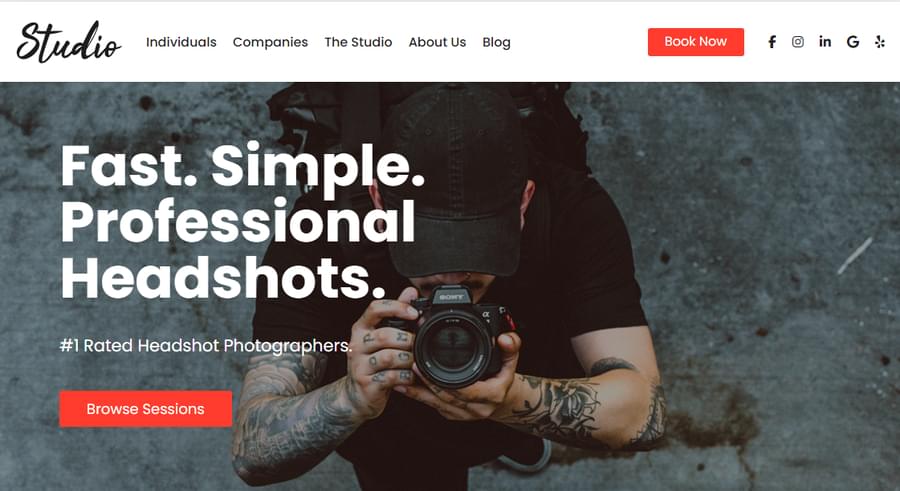 Studio
Individuals Companies The Studio About Us Blog
Book Now
Fast. Simple.
Professional
Headshots.
SONY
α
#1 Rated Headshot Photographers.
Browse Sessions